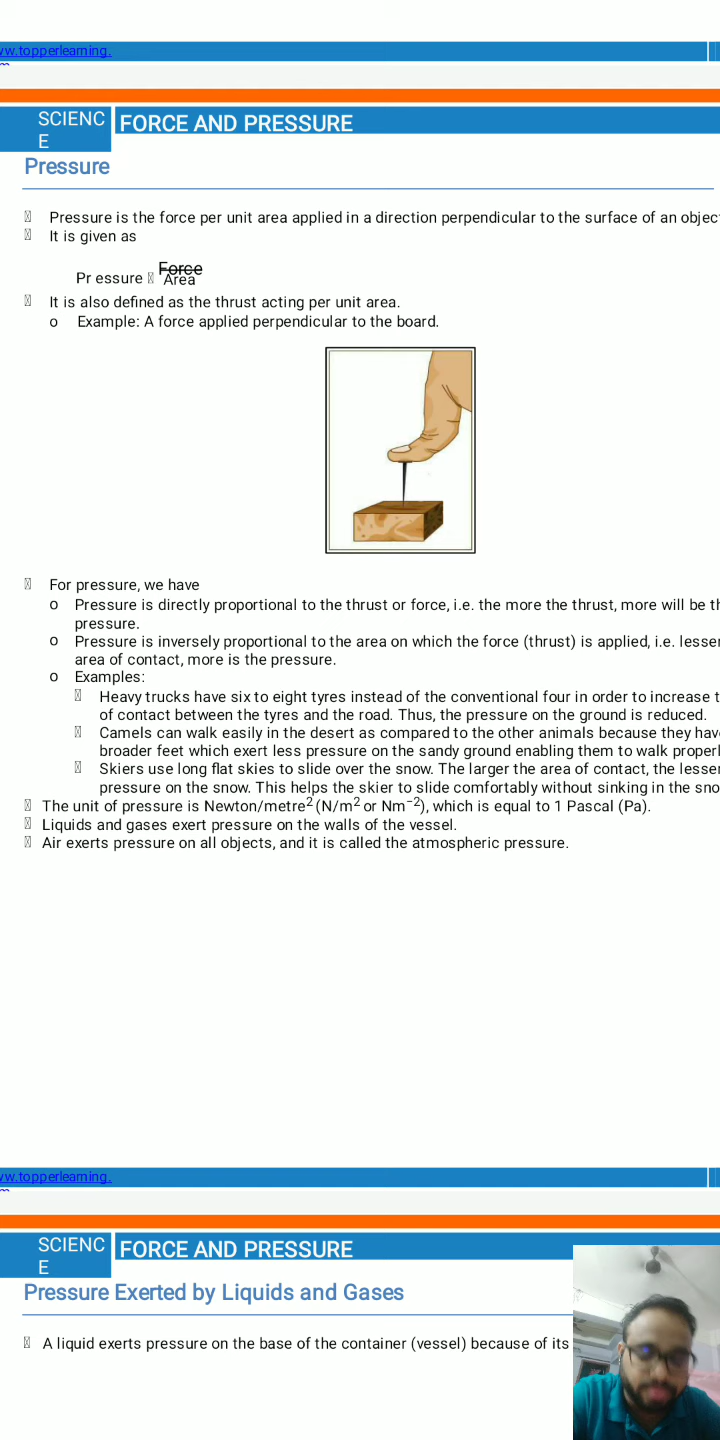 ww.topperlearning.
SCIENC
E
FORCE AND PRESSURE
Pressure
Pressure is the force per unit area applied in a direction perpendicular to the surface of an objec
It is given as
Pr essure Force
Area
It is also defined as the thrust acting per unit area.
o Example: A force applied perpendicular to the board.
For pressure, we have
o Pressure is directly proportional to the thrust or force, i.e. the more the thrust, more will be th
pressure.
o Pressure is inversely proportional to the area on which the force (thrust) is applied, i.e. lesser
area of contact, more is the pressure.
o Examples:
Heavy trucks have six to eight tyres instead of the conventional four in order to increase t
of contact between the tyres and the road. Thus, the pressure on the ground is reduced.
Camels can walk easily in the desert as compared to the other animals because they hav
broader feet which exert less pressure on the sandy ground enabling them to walk properl
Skiers use long flat skies to slide over the snow. The larger the area of contact, the lesser
pressure on the snow. This helps the skier to slide comfortably without sinking in the sno
The unit of pressure is Newton/metre² (N/m² or Nm⁻²), which is equal to 1 Pascal (Pa).
Liquids and gases exert pressure on the walls of the vessel.
Air exerts pressure on all objects, and it is called the atmospheric pressure.
ww.topperlearning.
SCIENC
E
FORCE AND PRESSURE
Pressure Exerted by Liquids and Gases
A liquid exerts pressure on the base of the container (vessel) because of its